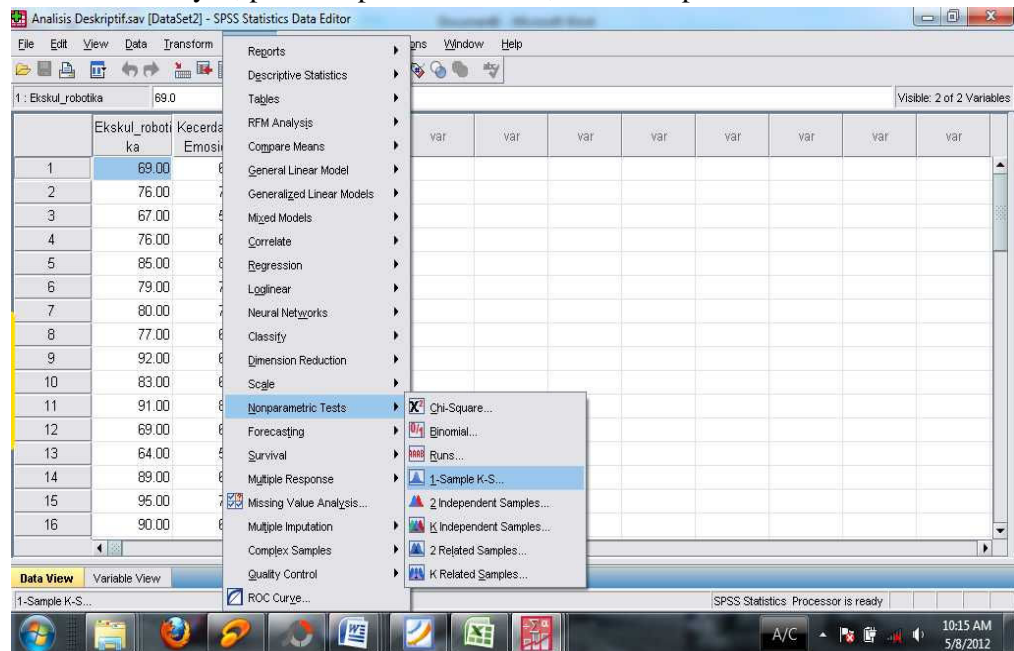 Analisis Deskriptif.sav [DataSet2] - SPSS Statistics Data Editor
File Edit View Data Transform Window Help
1 : Ekskul_robotika 69.0 Visible: 2 of 2 Variables
Ekskul_roboti
ka
var var var var var var var
1 69.00
2 76.00
3 67.00
4 76.00
5 85.00
6 79.00
7 80.00
8 77.00
9 92.00
10 83.00
11 91.00
12 69.00
13 64.00
14 89.00
15 95.00
16 90.00
Reports
Descriptive Statistics
Tables
RFM Analysis
Compare Means
General Linear Model
Generalized Linear Models
Mixed Models
Correlate
Regression
Loglinear
Neural Networks
Classify
Dimension Reduction
Scale
Nonparametric Tests
Forecasting
Survival
Multiple Response
Missing Value Analysis...
Multiple Imputation
Complex Samples
Quality Control
ROC Curve...
Chi-Square...
Binomial...
Runs...
1-Sample K-S...
2 Independent Samples...
K Independent Samples...
2 Related Samples...
K Related Samples...
Data View Variable View
1-Sample K-S... SPSS Statistics Processor is ready
A/C 10:15 AM
5/8/2012